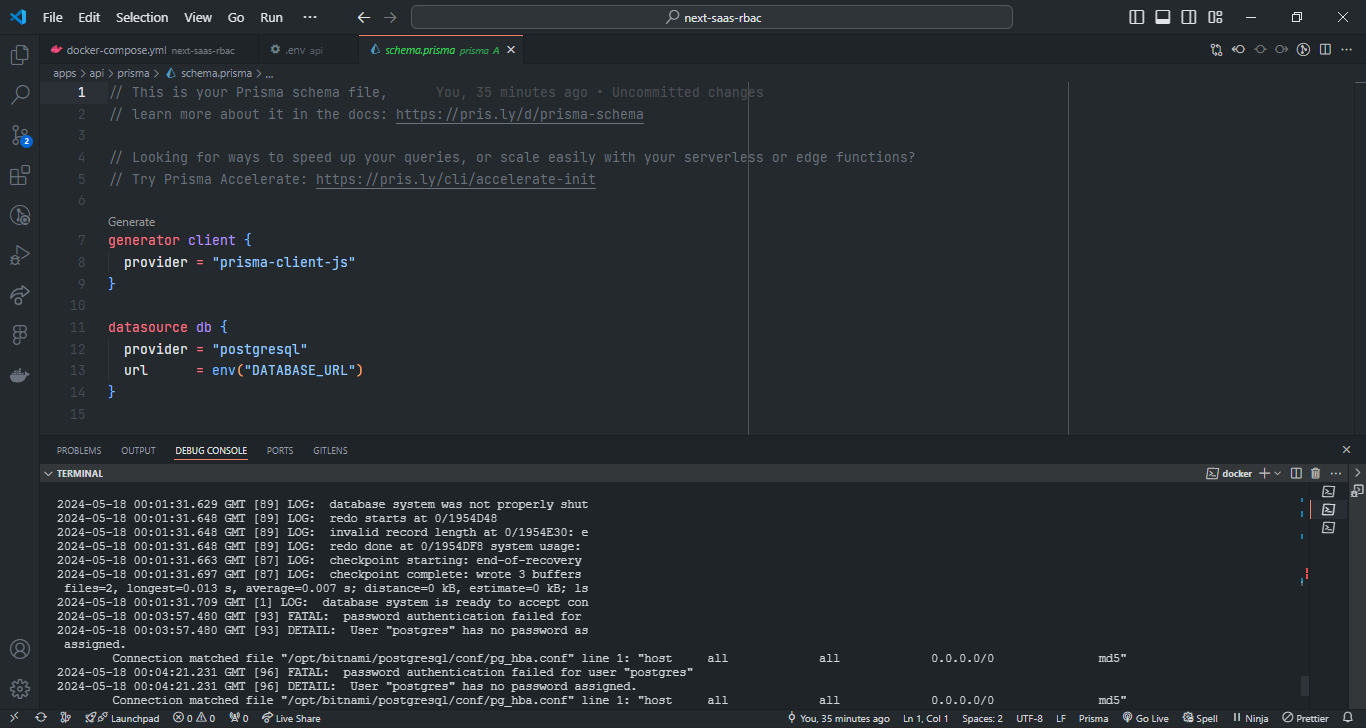 File Edit Selection View Go Run ··· next-saas-rbac
docker-compose.yml next-saas-rbac .env api schema.prisma prisma A
apps > api > prisma > schema.prisma > ...
1 // This is your Prisma schema file, You, 35 minutes ago • Uncommitted changes
2 // learn more about it in the docs: https://pris.ly/d/prisma-schema
3
4 // Looking for ways to speed up your queries, or scale easily with your serverless or edge functions?
5 // Try Prisma Accelerate: https://pris.ly/cli/accelerate-init
6
Generate
7 generator client {
8 provider = "prisma-client-js"
9 }
10
11 datasource db {
12 provider = "postgresql"
13 url = env("DATABASE_URL")
14 }
15
2
PROBLEMS OUTPUT DEBUG CONSOLE PORTS GITLENS
TERMINAL docker
2024-05-18 00:01:31.629 GMT [89] LOG:  database system was not properly shut
2024-05-18 00:01:31.648 GMT [89] LOG:  redo starts at 0/1954D48
2024-05-18 00:01:31.648 GMT [89] LOG:  invalid record length at 0/1954E30: e
2024-05-18 00:01:31.648 GMT [89] LOG:  redo done at 0/1954DF8 system usage:
2024-05-18 00:01:31.663 GMT [87] LOG:  checkpoint starting: end-of-recovery
2024-05-18 00:01:31.697 GMT [87] LOG:  checkpoint complete: wrote 3 buffers
files=2, longest=0.013 s, average=0.007 s; distance=0 kB, estimate=0 kB; ls
2024-05-18 00:01:31.709 GMT [1] LOG:  database system is ready to accept con
2024-05-18 00:03:57.480 GMT [93] FATAL:  password authentication failed for
2024-05-18 00:03:57.480 GMT [93] DETAIL:  User "postgres" has no password as
assigned.
Connection matched file "/opt/bitnami/postgresql/conf/pg_hba.conf" line 1: "host all all 0.0.0.0/0 md5"
2024-05-18 00:04:21.231 GMT [96] FATAL:  password authentication failed for user "postgres"
2024-05-18 00:04:21.231 GMT [96] DETAIL:  User "postgres" has no password assigned.
Connection matched file "/opt/bitnami/postgresql/conf/pg_hba.conf" line 1: "host all all 0.0.0.0/0 md5"
Launchpad 0 0 0 Live Share You, 35 minutes ago Ln 1, Col 1 Spaces: 2 UTF-8 LF Prisma Go Live Spell Ninja Prettier